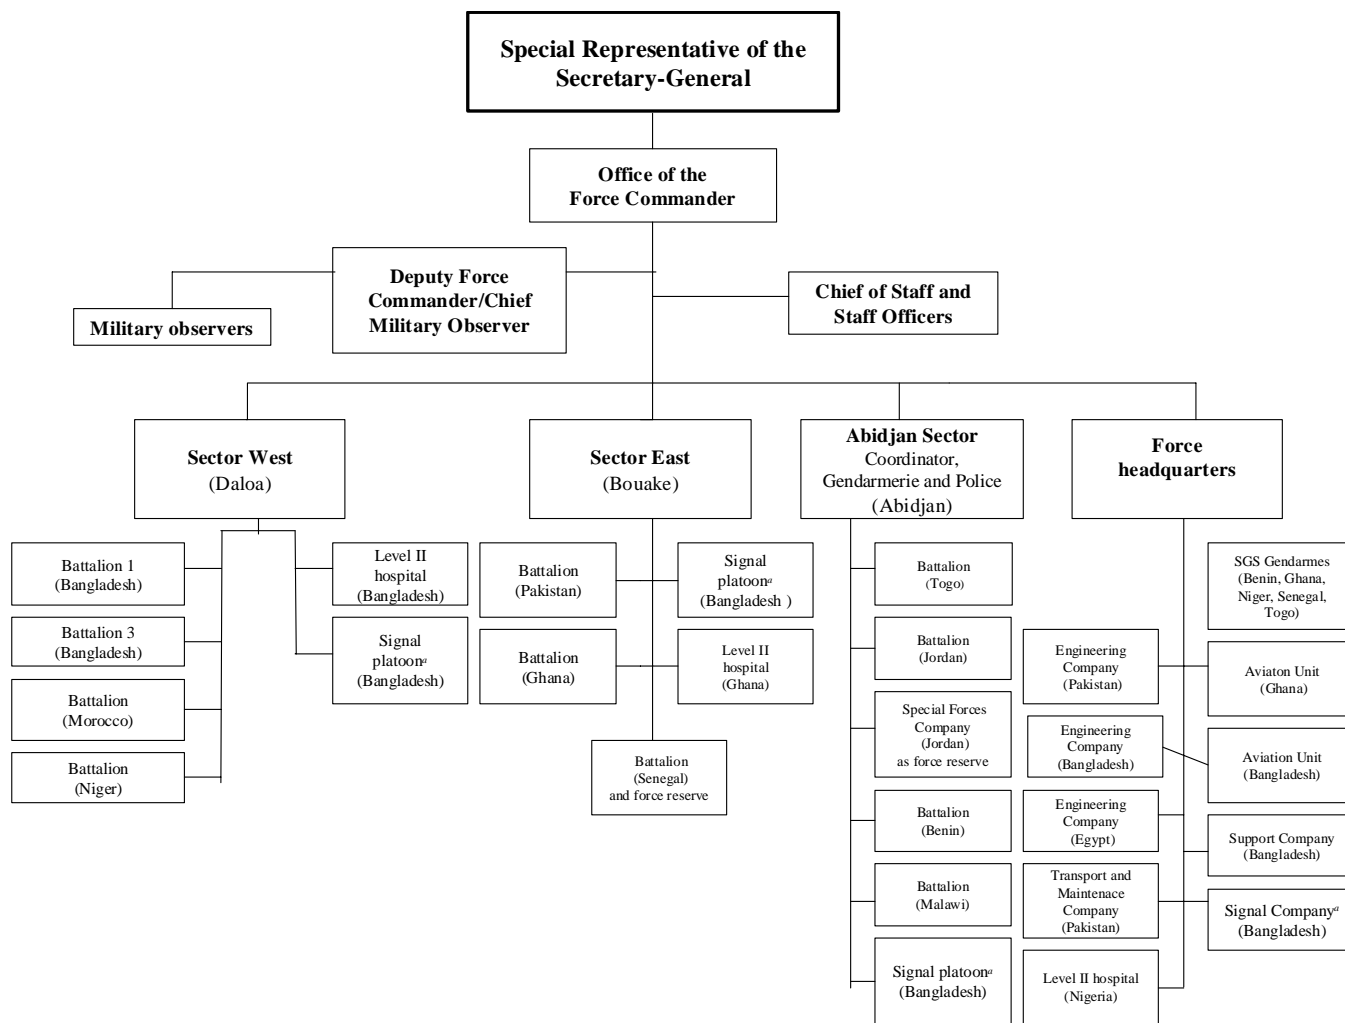 Special Representative of the
Secretary-General
Office of the
Force Commander
Deputy Force
Commander/Chief
Military Observer
Military observers
Chief of Staff and
Staff Officers
Sector West
(Daloa)
Sector East
(Bouake)
Abidjan Sector
Coordinator,
Gendarmerie and Police
(Abidjan)
Force
headquarters
Battalion 1
(Bangladesh)
Battalion 3
(Bangladesh)
Battalion
(Morocco)
Battalion
(Niger)
Level II
hospital
(Bangladesh)
Signal
platoonᵃ
(Bangladesh)
Battalion
(Pakistan)
Battalion
(Ghana)
Signal
platoonᵃ
(Bangladesh )
Level II
hospital
(Ghana)
Battalion
(Senegal)
and force reserve
Battalion
(Togo)
Battalion
(Jordan)
Special Forces
Company
(Jordan)
as force reserve
Battalion
(Benin)
Battalion
(Malawi)
Signal platoonᵃ
(Bangladesh)
Engineering
Company
(Pakistan)
Engineering
Company
(Bangladesh)
Engineering
Company
(Egypt)
Transport and
Maintenace
Company
(Pakistan)
Level II hospital
(Nigeria)
SGS Gendarmes
(Benin, Ghana,
Niger, Senegal,
Togo)
Aviaton Unit
(Ghana)
Aviation Unit
(Bangladesh)
Support Company
(Bangladesh)
Signal Companyᵃ
(Bangladesh)